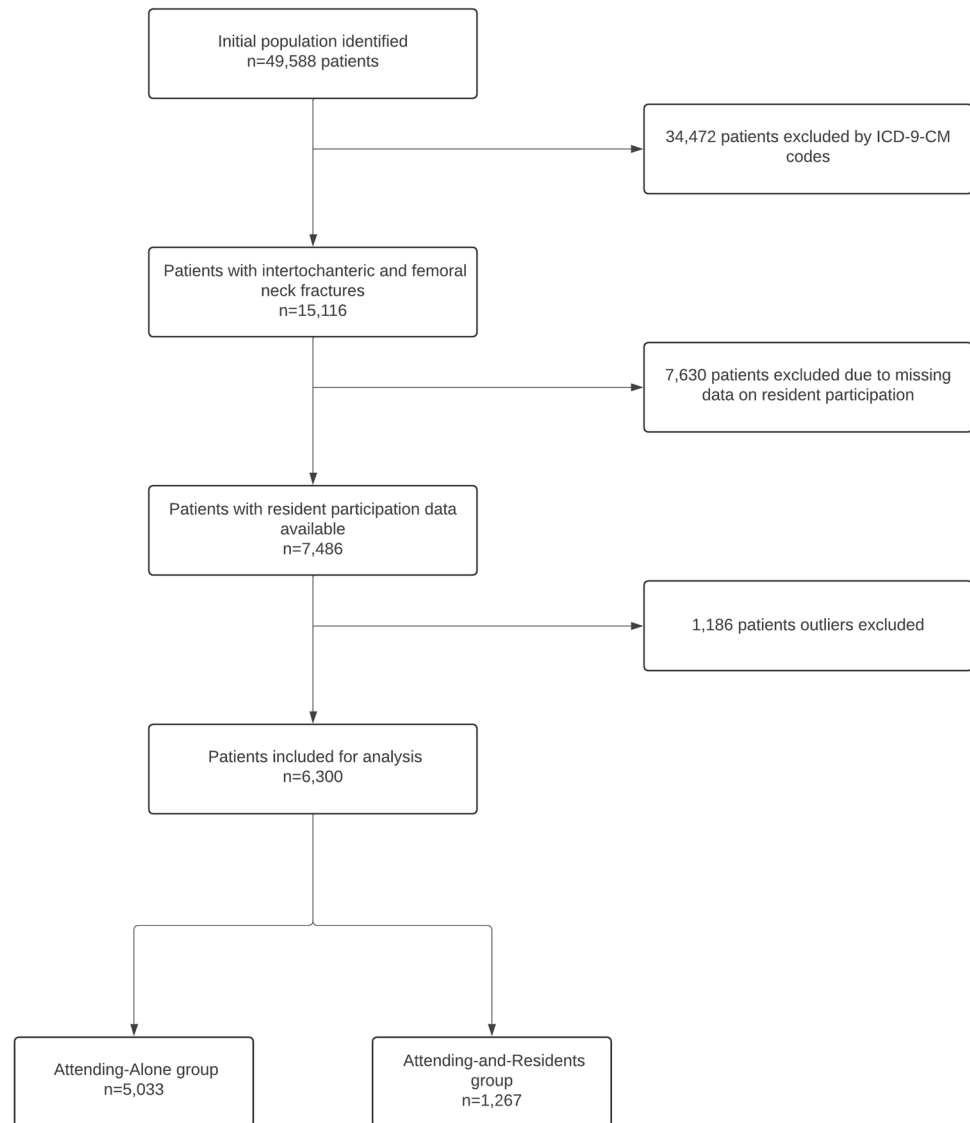 Initial population identified
n=49,588 patients
34,472 patients excluded by ICD-9-CM
codes
Patients with intertochanteric and femoral
neck fractures
n=15,116
7,630 patients excluded due to missing
data on resident participation
Patients with resident participation data
available
n=7,486
1,186 patients outliers excluded
Patients included for analysis
n=6,300
Attending-Alone group
n=5,033
Attending-and-Residents
group
n=1,267